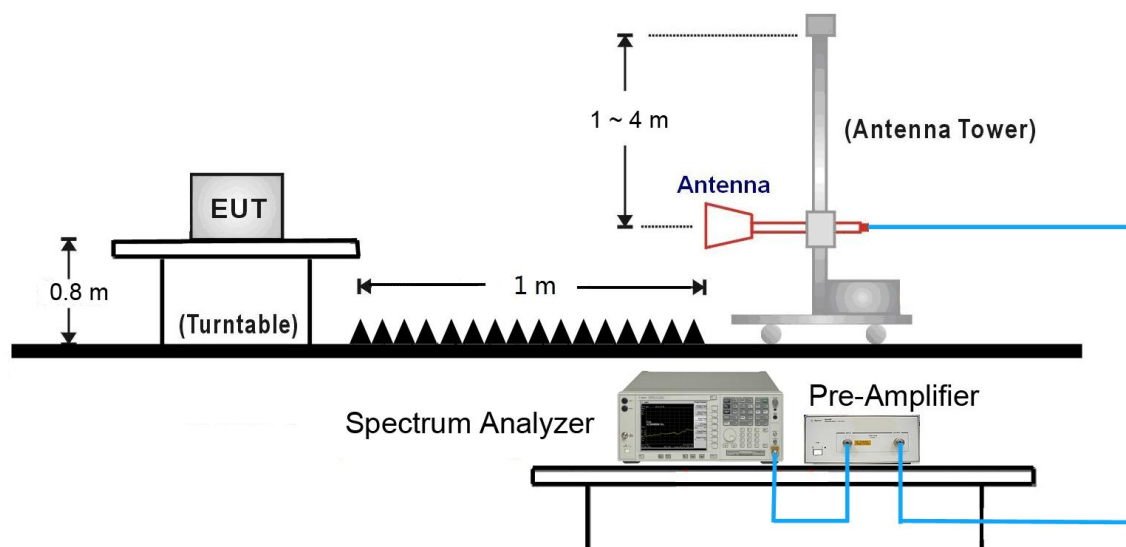 1 ~ 4 m
(Antenna Tower)
Antenna
EUT
0.8 m
1 m
(Turntable)
Spectrum Analyzer
Pre-Amplifier